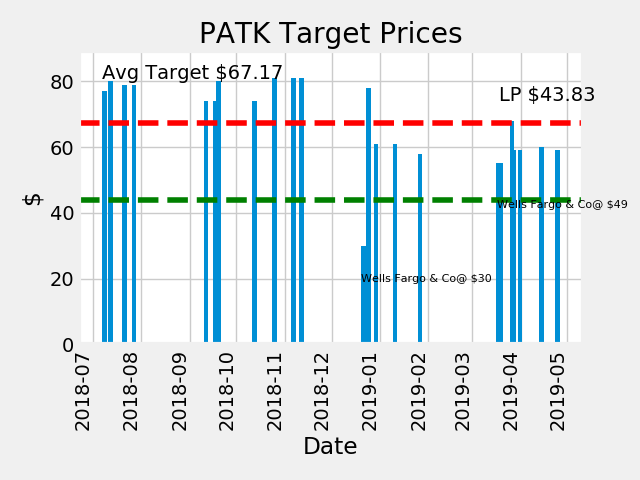 PATK Target Prices
Avg Target $67.17
LP $43.83
Wells Fargo & Co@ $49
Wells Fargo & Co@ $30
$
80
60
40
20
0
2018-07
2018-08
2018-09
2018-10
2018-11
2018-12
2019-01
2019-02
2019-03
2019-04
2019-05
Date